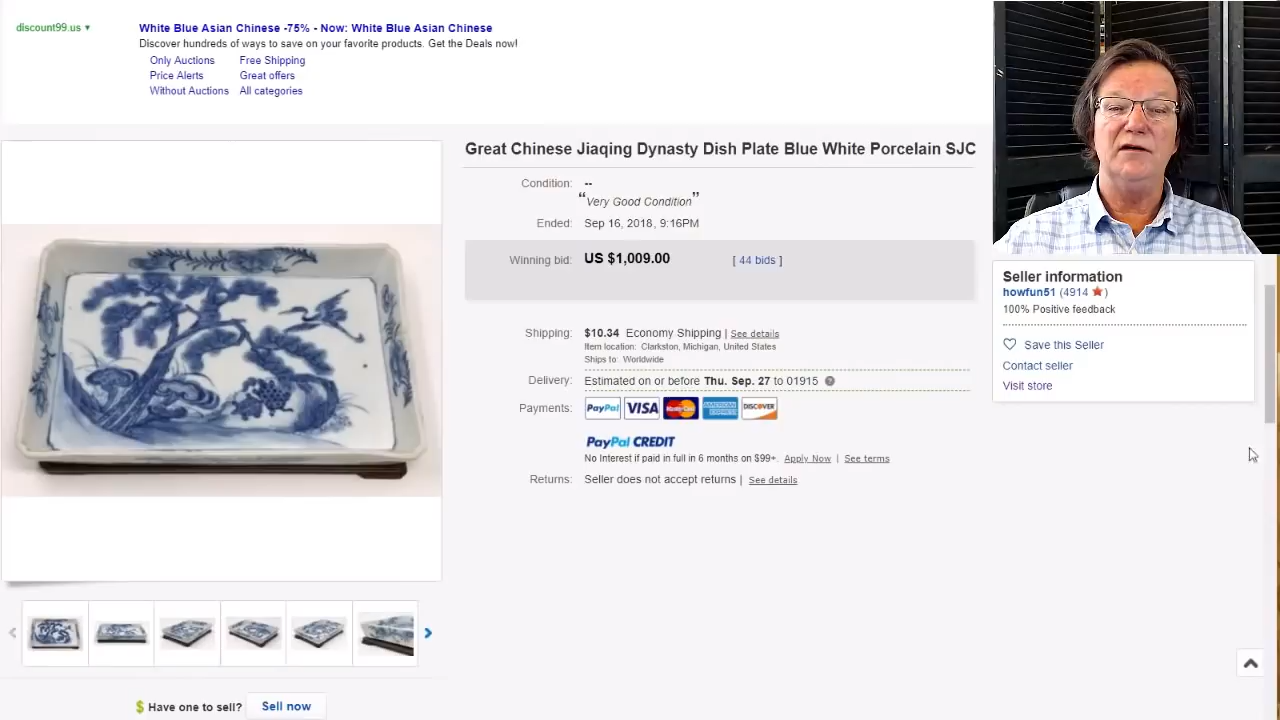 discount99.us ▾
White Blue Asian Chinese -75% - Now: White Blue Asian Chinese
Discover hundreds of ways to save on your favorite products. Get the Deals now!
Only Auctions Free Shipping
Price Alerts Great offers
Without Auctions All categories
Great Chinese Jiaqing Dynasty Dish Plate Blue White Porcelain SJC
Condition: --
“Very Good Condition”
Ended: Sep 16, 2018, 9:16PM
Winning bid: US $1,009.00 [ 44 bids ]
Shipping: $10.34 Economy Shipping | See details
Item location: Clarkston, Michigan, United States
Ships to: Worldwide
Delivery: Estimated on or before Thu. Sep. 27 to 01915 ?
Payments: PayPal VISA MasterCard AMERICAN EXPRESS DISCOVER
PayPal CREDIT
No Interest if paid in full in 6 months on $99+. Apply Now | See terms
Returns: Seller does not accept returns | See details
Seller information
howfun51 (4914 ★)
100% Positive feedback
Save this Seller
Contact seller
Visit store
$ Have one to sell? Sell now